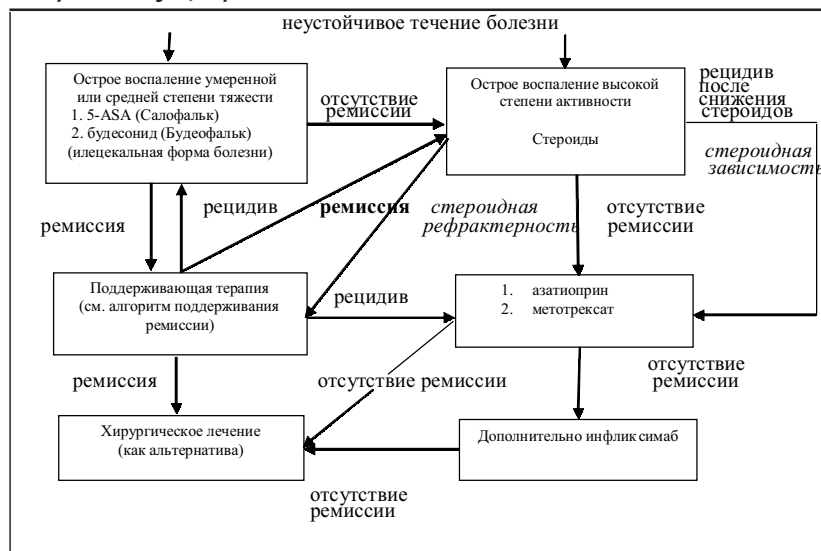 неустойчивое течение болезни
Острое воспаление умеренной
или средней степени тяжести
1. 5-ASA (Салофальк)
2. будесонид (Будеофальк)
(илецекальная форма болезни)
отсутствие
ремиссии
Острое воспаление высокой
степени активности
Стероиды
рецидив
после
снижения
стероидов
стероидная
зависимость
ремиссия
рецидив
ремиссия
стероидная
рефрактерность
отсутствие
ремиссии
Поддерживающая терапия
(см. алгоритм поддерживания
ремиссии)
рецидив
1. азатиоприн
2. метотрексат
ремиссия
отсутствие ремиссии
отсутствие
ремиссии
Хирургическое лечение
(как альтернатива)
Дополнительно инфликсимаб
отсутствие
ремиссии